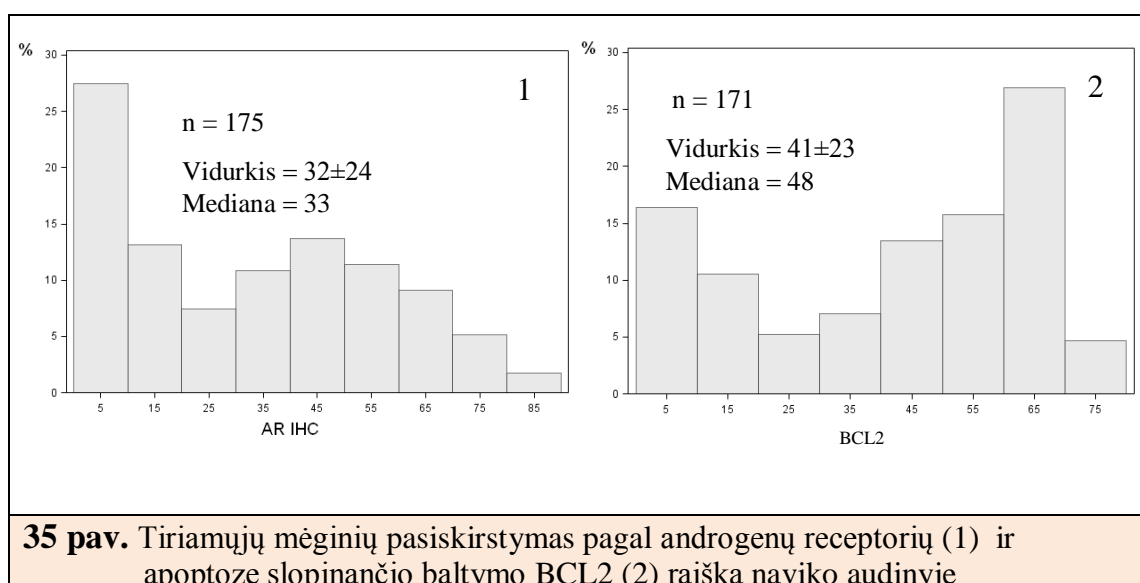 %
30
25
20
15
10
5
0
1
n = 175
Vidurkis = 32±24
Mediana = 33
5 15 25 35 45 55 65 75 85
AR IHC
%
30
25
20
15
10
5
0
2
n = 171
Vidurkis = 41±23
Mediana = 48
5 15 25 35 45 55 65 75
BCL2
35 pav. Tiriamųjų mėginių pasiskirstymas pagal androgenų receptorių (1) ir
apoptozę slopinančio baltymo BCL2 (2) raišką naviko audinyje